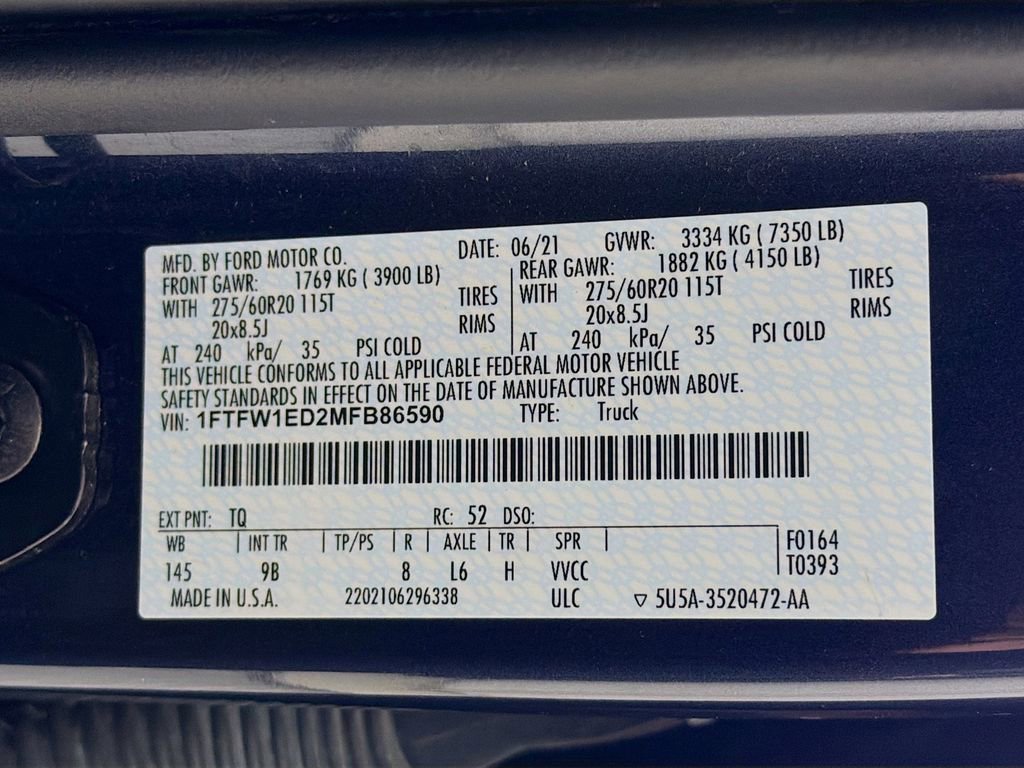 MFD. BY FORD MOTOR CO. DATE: 06/21 GVWR: 3334 KG ( 7350 LB)
FRONT GAWR: 1769 KG ( 3900 LB) REAR GAWR: 1882 KG ( 4150 LB)
WITH 275/60R20 115T TIRES WITH 275/60R20 115T TIRES
20x8.5J RIMS 20x8.5J RIMS
AT 240 kPa/ 35 PSI COLD AT 240 kPa/ 35 PSI COLD
THIS VEHICLE CONFORMS TO ALL APPLICABLE FEDERAL MOTOR VEHICLE
SAFETY STANDARDS IN EFFECT ON THE DATE OF MANUFACTURE SHOWN ABOVE.
VIN: 1FTFW1ED2MFB86590 TYPE: Truck
EXT PNT: TQ RC: 52 DSO:
WB | INT TR | TP/PS | R | AXLE | TR | SPR | F0164
145 9B 8 L6 H VVCC T0393
MADE IN U.S.A. 2202106296338 ULC ▽ 5U5A-3520472-AA